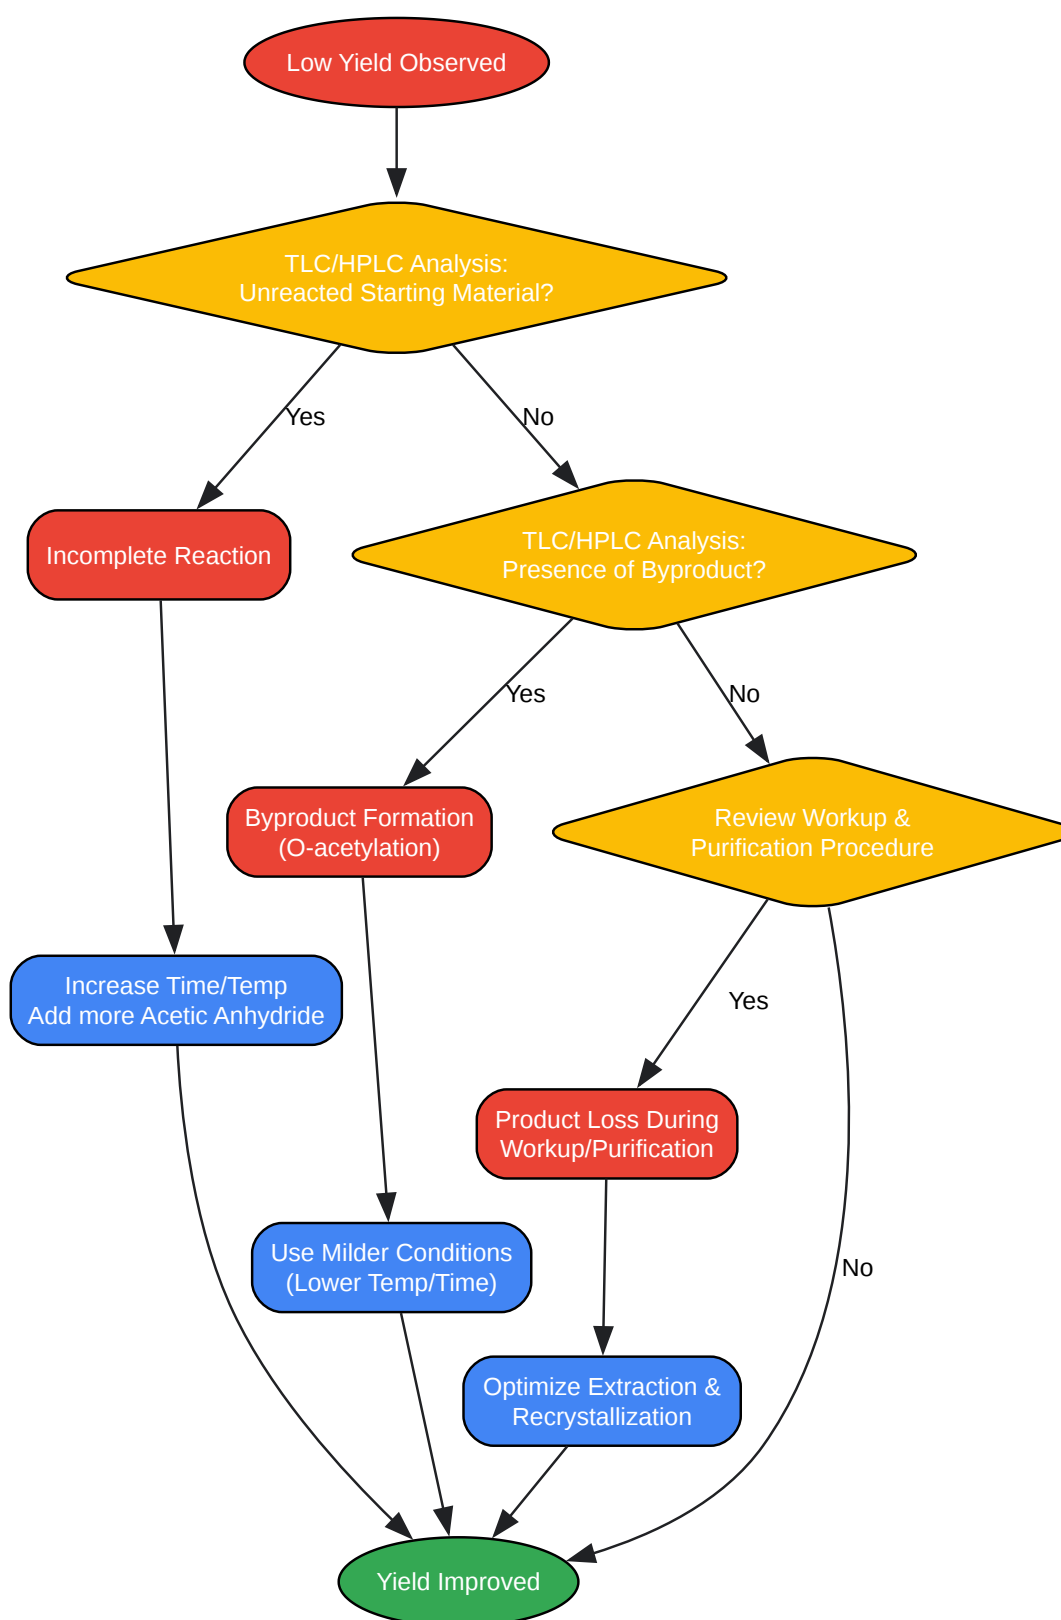 Low Yield Observed
TLC/HPLC Analysis:
Unreacted Starting Material?
Yes
No
Incomplete Reaction
TLC/HPLC Analysis:
Presence of Byproduct?
Yes
No
Byproduct Formation
(O-acetylation)
Review Workup &
Purification Procedure
Increase Time/Temp
Add more Acetic Anhydride
Yes
Product Loss During
Workup/Purification
Use Milder Conditions
(Lower Temp/Time)
No
Optimize Extraction &
Recrystallization
Yield Improved